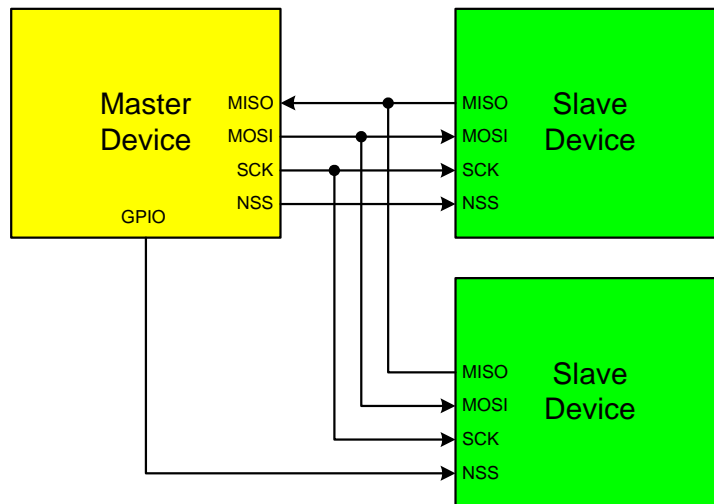 Master
Device
MISO
MOSI
SCK
NSS
GPIO
MISO
MOSI
SCK
NSS
Slave
Device
MISO
MOSI
SCK
NSS
Slave
Device